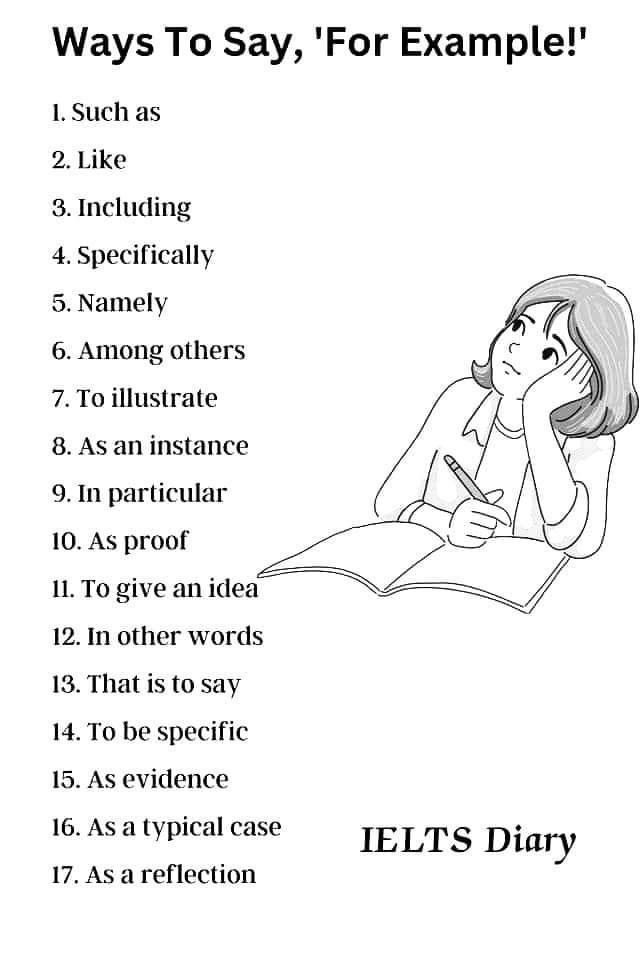 Ways To Say, 'For Example!'
1. Such as
2. Like
3. Including
4. Specifically
5. Namely
6. Among others
7. To illustrate
8. As an instance
9. In particular
10. As proof
11. To give an idea
12. In other words
13. That is to say
14. To be specific
15. As evidence
16. As a typical case
17. As a reflection
IELTS Diary